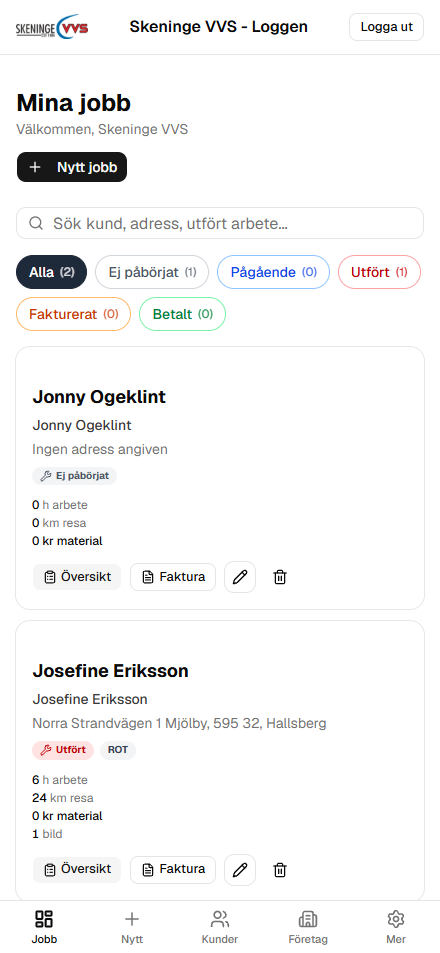 SKENINGE VVS
Skeninge VVS - Loggen
Logga ut
Mina jobb
Välkommen, Skeninge VVS
+ Nytt jobb
Sök kund, adress, utfört arbete...
Alla (2) Ej påbörjat (1) Pågående (0) Utfört (1)
Fakturerat (0) Betalt (0)
Jonny Ogeklint
Jonny Ogeklint
Ingen adress angiven
Ej påbörjat
0 h arbete
0 km resa
0 kr material
Översikt Faktura
Josefine Eriksson
Josefine Eriksson
Norra Strandvägen 1 Mjölby, 595 32, Hallsberg
Utfört ROT
6 h arbete
24 km resa
0 kr material
1 bild
Översikt Faktura
Jobb Nytt Kunder Företag Mer